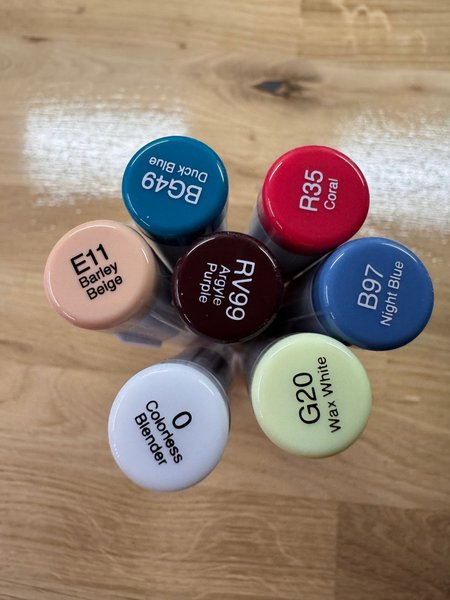 BG49
Duck Blue
R35
Coral
E11
Barley
Beige
RV99
Argyle
Purple
B97
Night Blue
G20
Wax White
0
Colorless
Blender